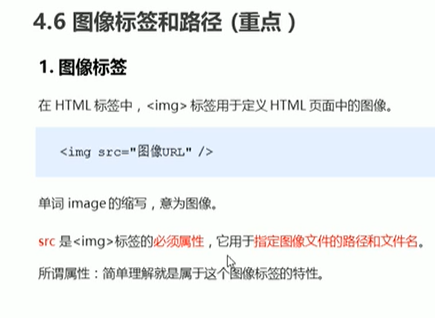 4.6 图像标签和路径 (重点)
1. 图像标签
在 HTML 标签中，<img> 标签用于定义 HTML 页面中的图像。
<img src="图像URL" />
单词 image 的缩写，意为图像。
src 是<img>标签的必须属性，它用于指定图像文件的路径和文件名。
所谓属性：简单理解就是属于这个图像标签的特性。